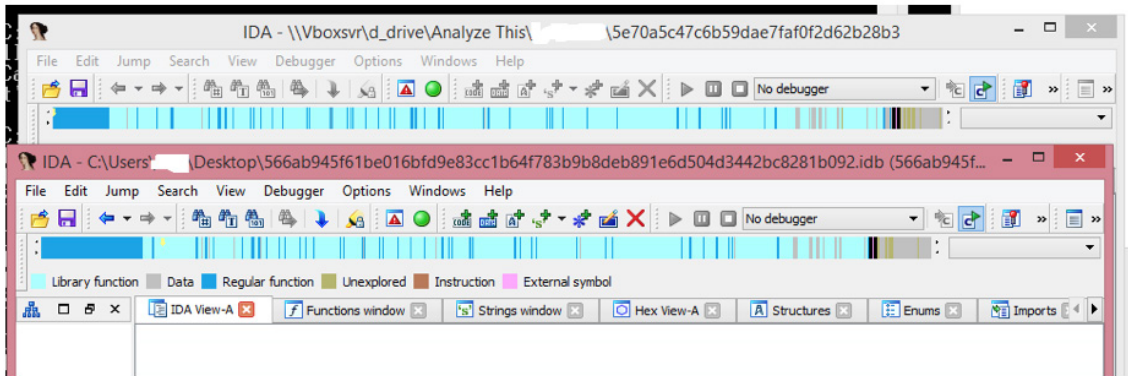 IDA - \\Vboxsvr\d_drive\Analyze This\ \5e70a5c47c6b59dae7faf0f2d62b28b3
File Edit Jump Search View Debugger Options Windows Help
No debugger
IDA - C:\Users\ \Desktop\566ab945f61be016bfd9e83cc1b64f783b9b8deb891e6d504d3442bc8281b092.idb (566ab945f...
File Edit Jump Search View Debugger Options Windows Help
No debugger
Library function Data Regular function Unexplored Instruction External symbol
IDA View-A Functions window Strings window Hex View-A Structures Enums Imports